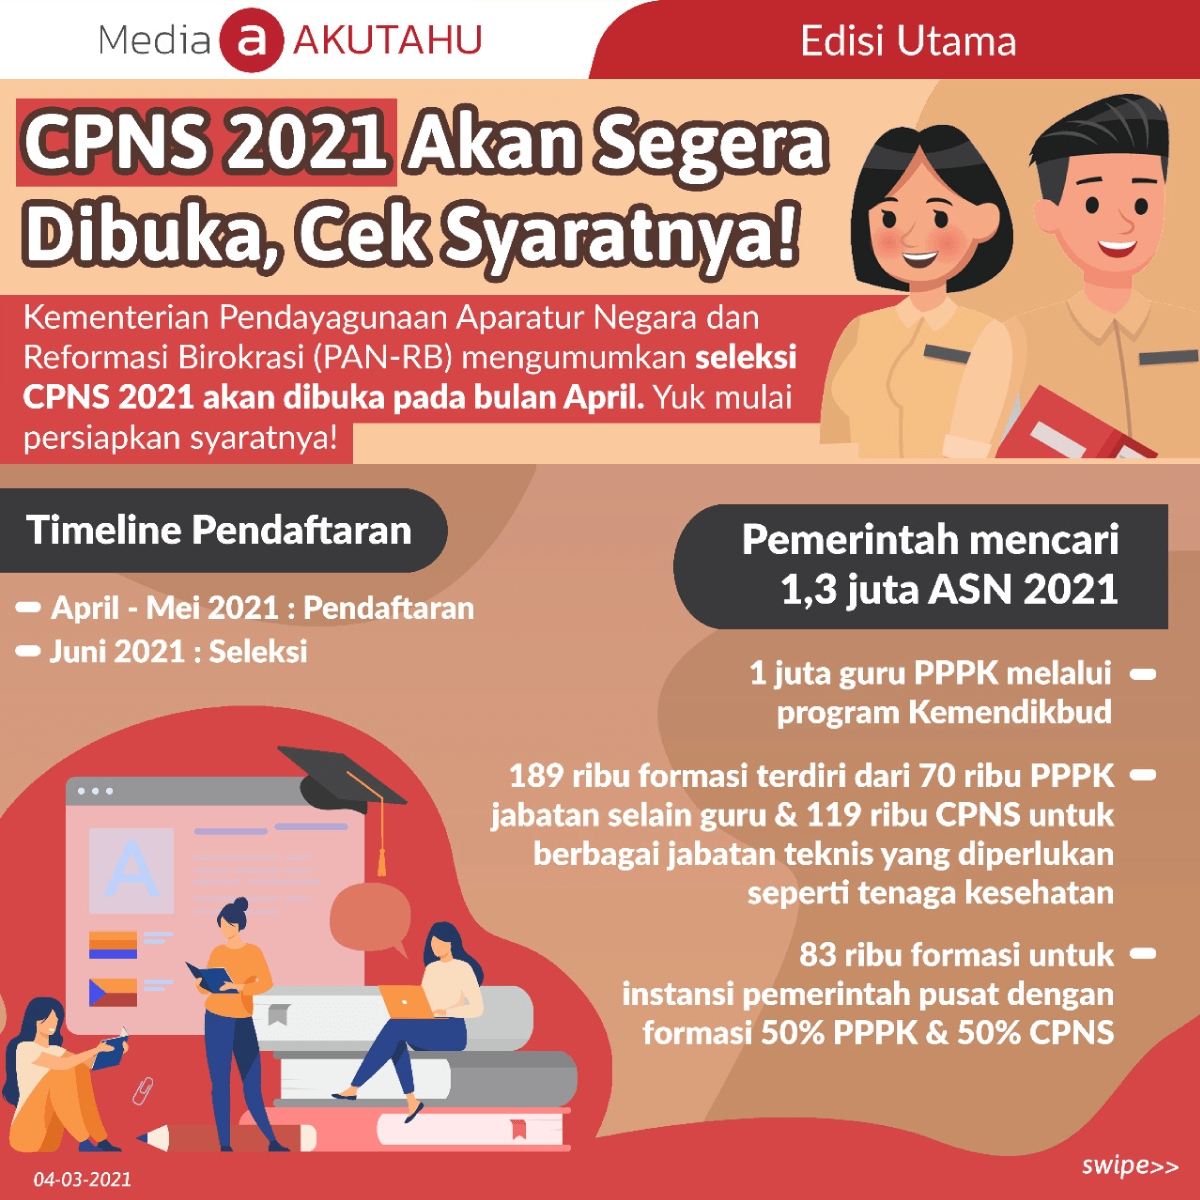 Media a AKUTAHU
Edisi Utama
CPNS 2021 Akan Segera
Dibuka, Cek Syaratnya!
Kementerian Pendayagunaan Aparatur Negara dan
Reformasi Birokrasi (PAN-RB) mengumumkan seleksi
CPNS 2021 akan dibuka pada bulan April. Yuk mulai
persiapkan syaratnya!
Timeline Pendaftaran
April - Mei 2021 : Pendaftaran
Juni 2021 : Seleksi
Pemerintah mencari
1,3 juta ASN 2021
1 juta guru PPPK melalui
program Kemendikbud
189 ribu formasi terdiri dari 70 ribu PPPK
jabatan selain guru & 119 ribu CPNS untuk
berbagai jabatan teknis yang diperlukan
seperti tenaga kesehatan
83 ribu formasi untuk
instansi pemerintah pusat dengan
formasi 50% PPPK & 50% CPNS
A
04-03-2021
swipe>>